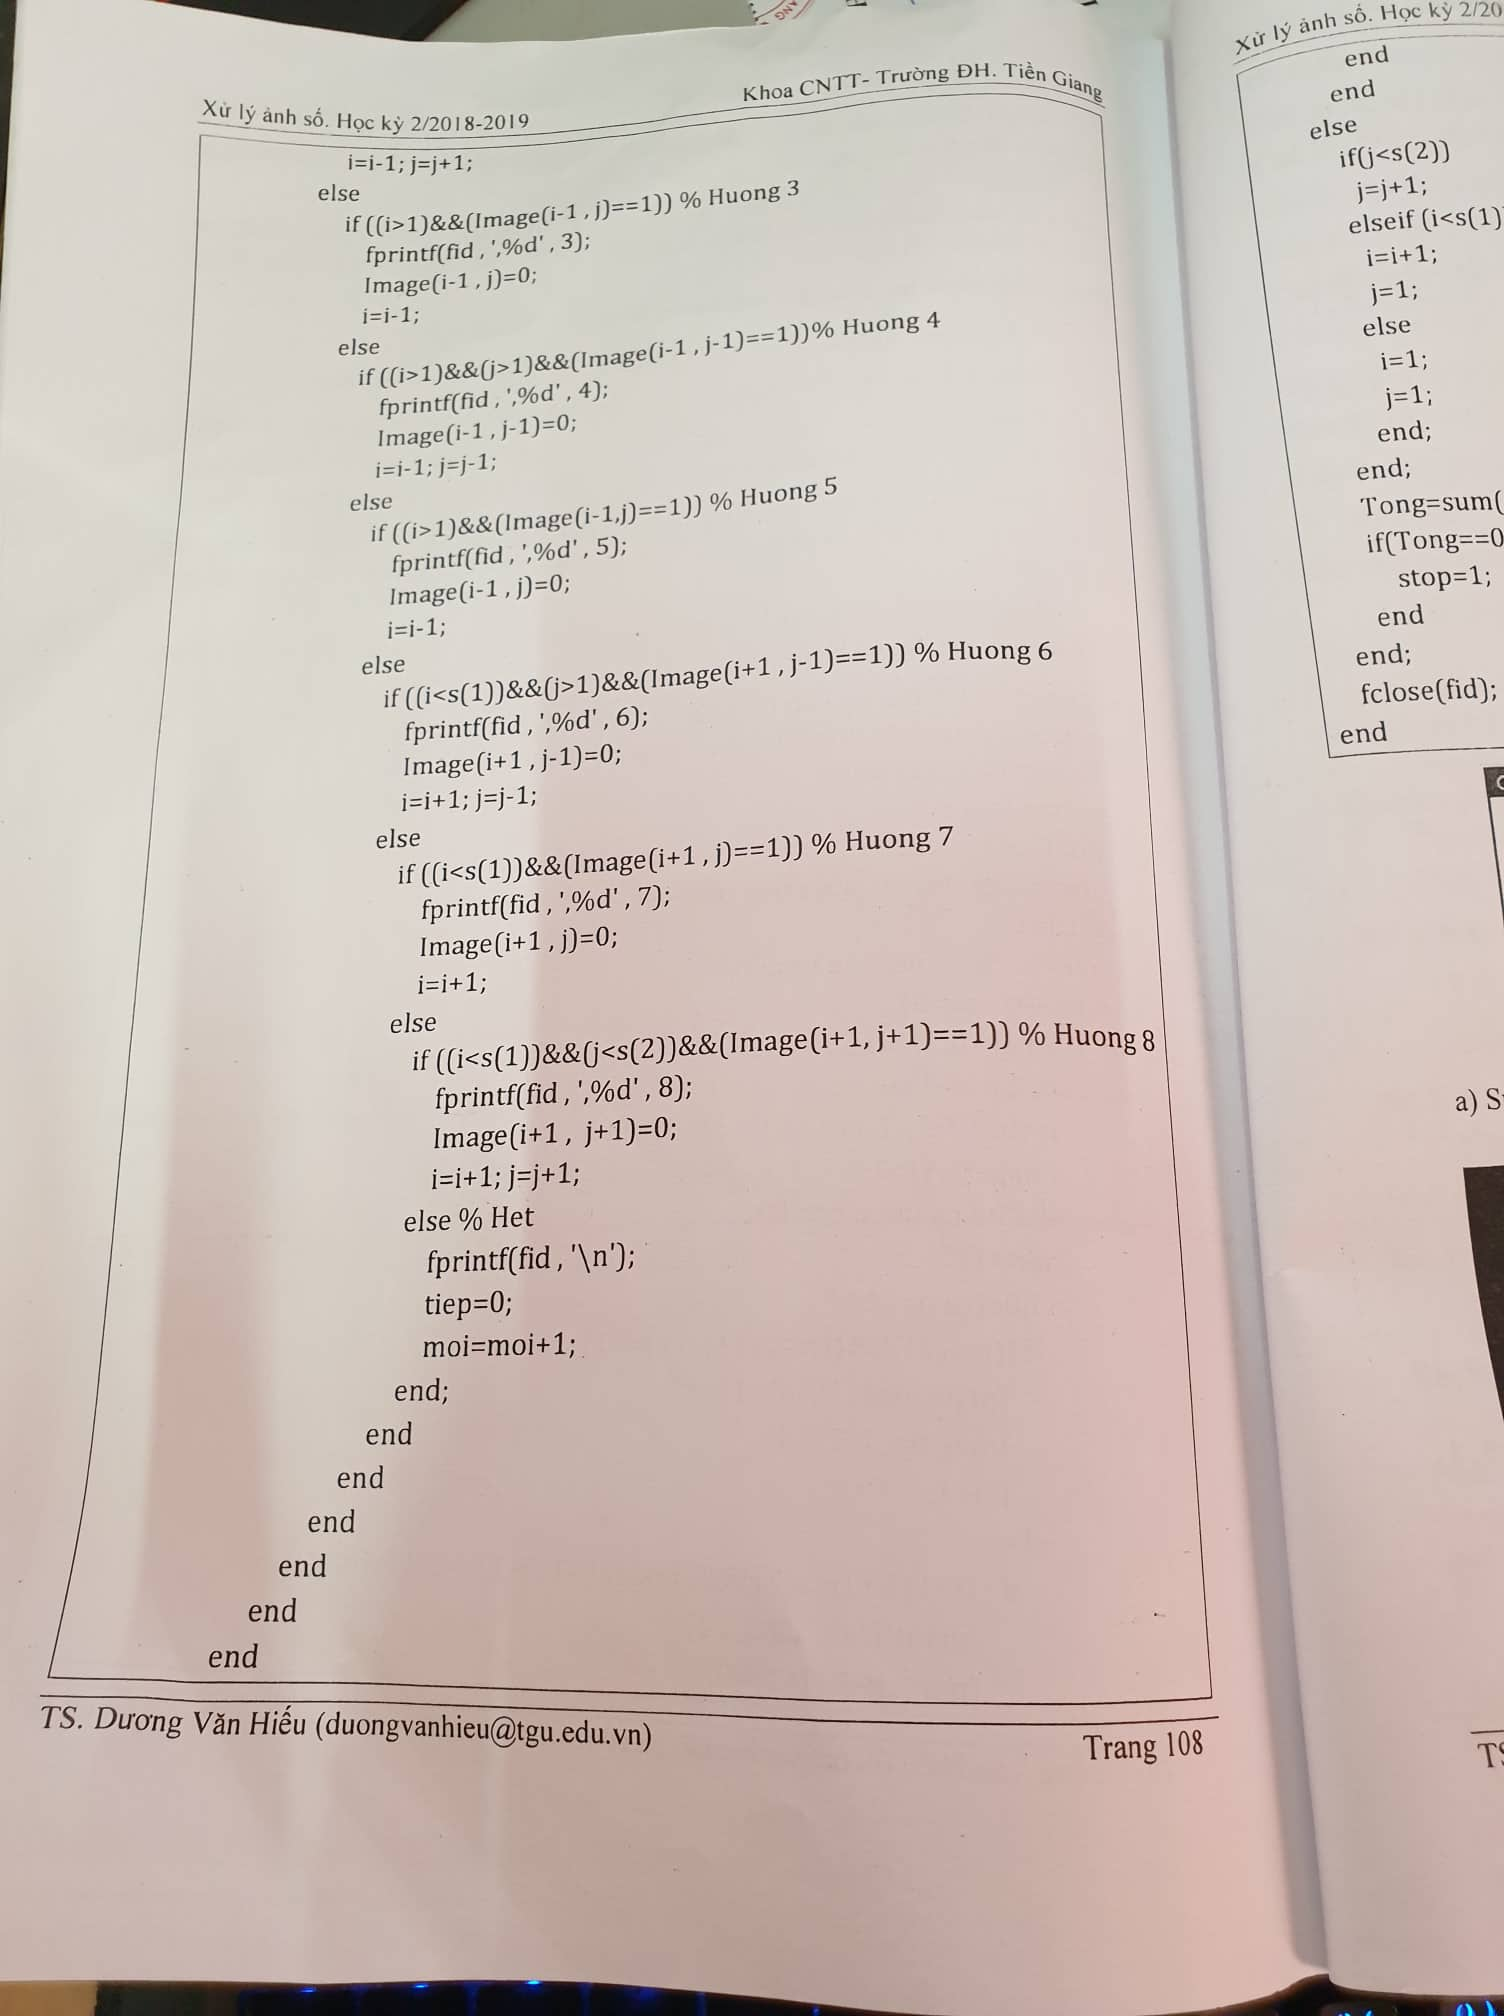 Xử lý ảnh số. Học kỳ 2/2018-2019
Khoa CNTT- Trường ĐH. Tiền Giang
i=i-1; j=j+1;
else
if ((i>1)&&(Image(i-1 , j)==1)) % Huong 3
fprintf(fid , ',%d' , 3);
Image(i-1 , j)=0;
i=i-1;
else
if ((i>1)&&(j>1)&&(Image(i-1 , j-1)==1))% Huong 4
fprintf(fid , ',%d' , 4);
Image(i-1 , j-1)=0;
i=i-1; j=j-1;
else
if ((i>1)&&(Image(i-1,j)==1)) % Huong 5
fprintf(fid , ',%d' , 5);
Image(i-1 , j)=0;
i=i-1;
else
if ((i<s(1))&&(j>1)&&(Image(i+1 , j-1)==1)) % Huong 6
fprintf(fid , ',%d' , 6);
Image(i+1 , j-1)=0;
i=i+1; j=j-1;
else
if ((i<s(1))&&(Image(i+1 , j)==1)) % Huong 7
fprintf(fid , ',%d' , 7);
Image(i+1 , j)=0;
i=i+1;
else
if ((i<s(1))&&(j<s(2))&&(Image(i+1, j+1)==1)) % Huong 8
fprintf(fid , ',%d' , 8);
Image(i+1 , j+1)=0;
i=i+1; j=j+1;
else % Het
fprintf(fid , '\n');
tiep=0;
moi=moi+1;
end;
end
end
end
end
end
end
TS. Dương Văn Hiếu (duongvanhieu@tgu.edu.vn)
Trang 108
Xử lý ảnh số. Học kỳ 2/20
end
end
else
if(j<s(2))
j=j+1;
elseif (i<s(1)
i=i+1;
j=1;
else
i=1;
j=1;
end;
end;
Tong=sum(
if(Tong==0
stop=1;
end
end;
fclose(fid);
end
a) S